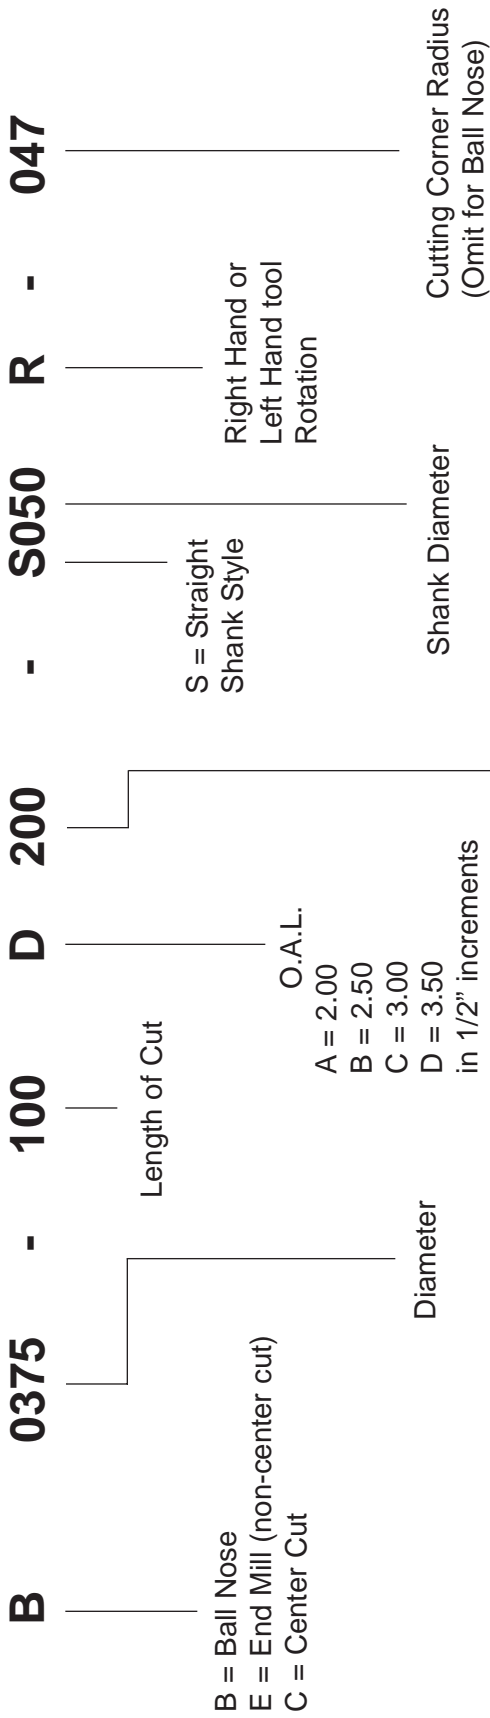 B 0375 - 100 D 200 - S050 - R - 047
B = Ball Nose
E = End Mill (non-center cut)
C = Center Cut
Diameter
Length of Cut
O.A.L.
A = 2.00
B = 2.50
C = 3.00
D = 3.50
in 1/2” increments
S = Straight
Shank Style
Shank Diameter
Right Hand or
Left Hand tool
Rotation
Cutting Corner Radius
(Omit for Ball Nose)